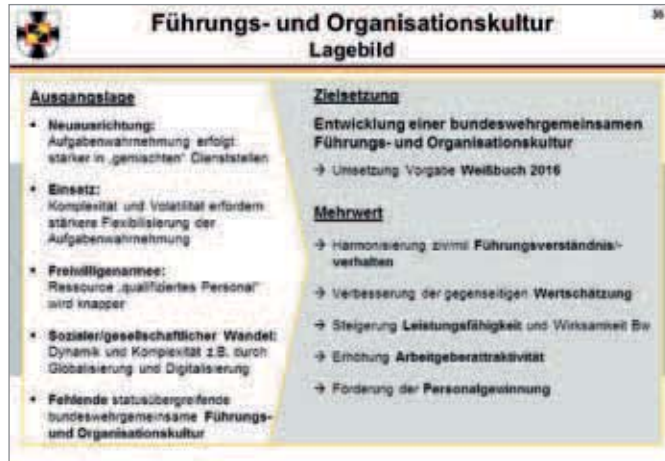 Führungs- und Organisationskultur
Lagebild
Ausgangslage
▪ Neuausrichtung:
Aufgabenwahrnehmung erfolgt
stärker in „gemischten“ Dienststellen
▪ Einsatz:
Komplexität und Volatilität erfordern
stärkere Flexibilisierung der
Aufgabenwahrnehmung
▪ Freiwilligenarmee:
Ressource „qualifiziertes Personal“
wird knapper
▪ Sozialer/gesellschaftlicher Wandel:
Dynamik und Komplexität z.B. durch
Globalisierung und Digitalisierung
▪ Fehlende statusübergreifende
bundeswehrgemeinsame Führungs-
und Organisationskultur
Zielsetzung
Entwicklung einer bundeswehrgemeinsamen
Führungs- und Organisationskultur
→ Umsetzung Vorgabe Weißbuch 2016
Mehrwert
→ Harmonisierung ziv/mil Führungsverständnis/-
verhalten
→ Verbesserung der gegenseitigen Wertschätzung
→ Steigerung Leistungsfähigkeit und Wirksamkeit Bw
→ Erhöhung Arbeitgeberattraktivität
→ Förderung der Personalgewinnung